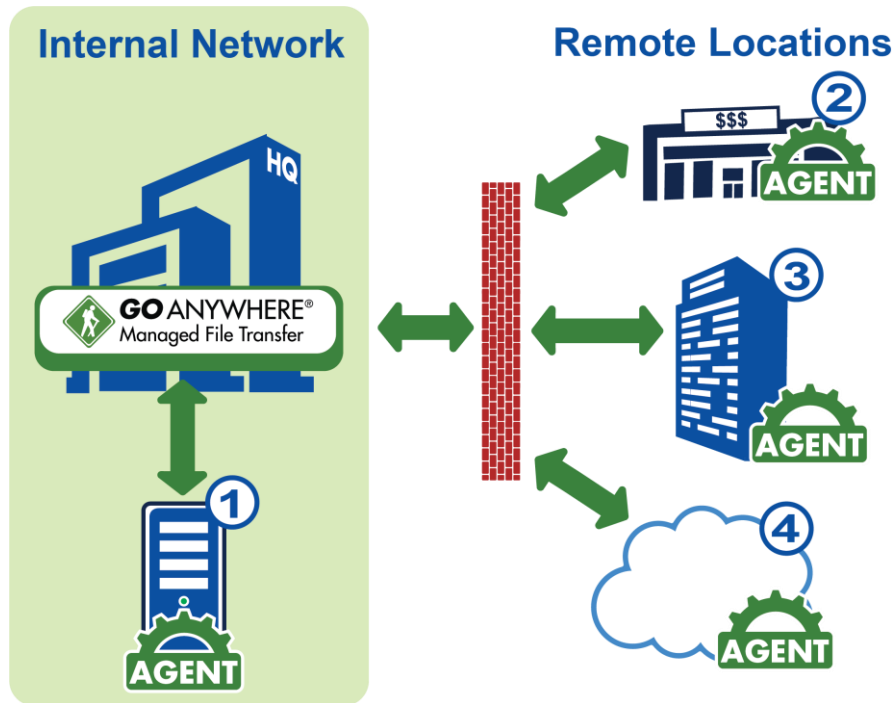 Internal Network
HQ
GO ANYWHERE®
Managed File Transfer
1
AGENT
Remote Locations
2
$$$
AGENT
3
AGENT
4
AGENT